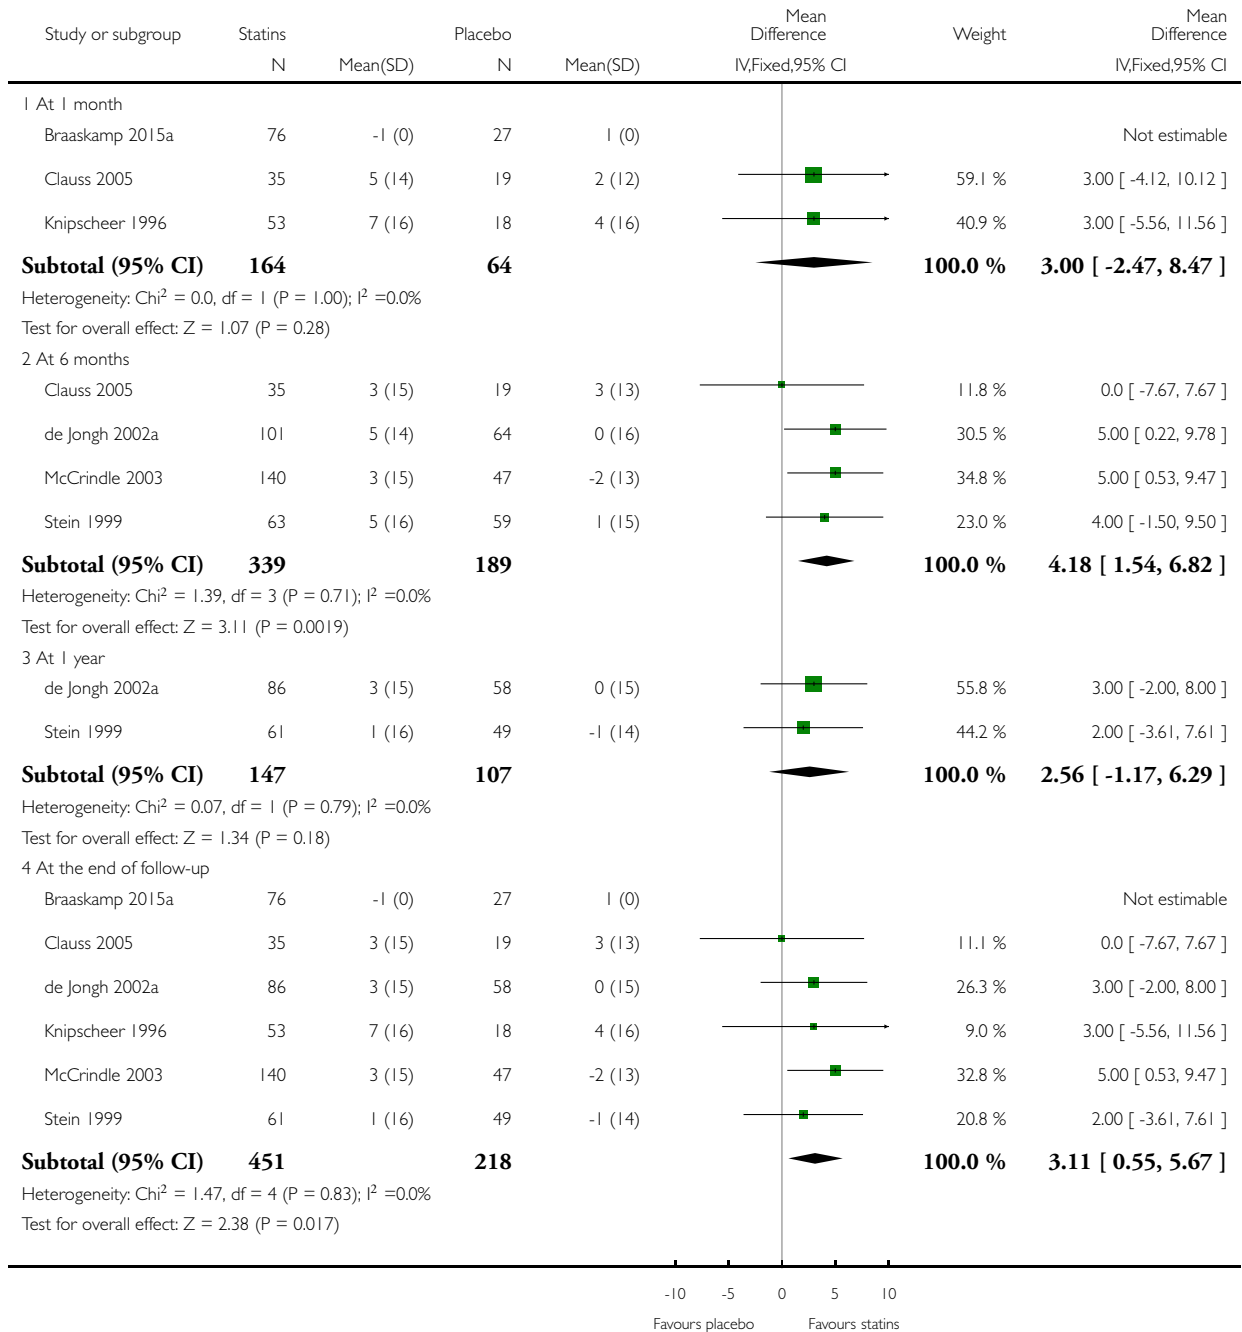 Study or subgroup Statins Placebo Mean Difference Weight Mean Difference
N Mean(SD) N Mean(SD) IV,Fixed,95% CI IV,Fixed,95% CI
1 At 1 month
Braaskamp 2015a 76 -1 (0) 27 1 (0) Not estimable
Clauss 2005 35 5 (14) 19 2 (12) 59.1 % 3.00 [ -4.12, 10.12 ]
Knipscheer 1996 53 7 (16) 18 4 (16) 40.9 % 3.00 [ -5.56, 11.56 ]
Subtotal (95% CI) 164 64 100.0 % 3.00 [ -2.47, 8.47 ]
Heterogeneity: Chi² = 0.0, df = 1 (P = 1.00); I² =0.0%
Test for overall effect: Z = 1.07 (P = 0.28)
2 At 6 months
Clauss 2005 35 3 (15) 19 3 (13) 11.8 % 0.0 [ -7.67, 7.67 ]
de Jongh 2002a 101 5 (14) 64 0 (16) 30.5 % 5.00 [ 0.22, 9.78 ]
McCrindle 2003 140 3 (15) 47 -2 (13) 34.8 % 5.00 [ 0.53, 9.47 ]
Stein 1999 63 5 (16) 59 1 (15) 23.0 % 4.00 [ -1.50, 9.50 ]
Subtotal (95% CI) 339 189 100.0 % 4.18 [ 1.54, 6.82 ]
Heterogeneity: Chi² = 1.39, df = 3 (P = 0.71); I² =0.0%
Test for overall effect: Z = 3.11 (P = 0.0019)
3 At 1 year
de Jongh 2002a 86 3 (15) 58 0 (15) 55.8 % 3.00 [ -2.00, 8.00 ]
Stein 1999 61 1 (16) 49 -1 (14) 44.2 % 2.00 [ -3.61, 7.61 ]
Subtotal (95% CI) 147 107 100.0 % 2.56 [ -1.17, 6.29 ]
Heterogeneity: Chi² = 0.07, df = 1 (P = 0.79); I² =0.0%
Test for overall effect: Z = 1.34 (P = 0.18)
4 At the end of follow-up
Braaskamp 2015a 76 -1 (0) 27 1 (0) Not estimable
Clauss 2005 35 3 (15) 19 3 (13) 11.1 % 0.0 [ -7.67, 7.67 ]
de Jongh 2002a 86 3 (15) 58 0 (15) 26.3 % 3.00 [ -2.00, 8.00 ]
Knipscheer 1996 53 7 (16) 18 4 (16) 9.0 % 3.00 [ -5.56, 11.56 ]
McCrindle 2003 140 3 (15) 47 -2 (13) 32.8 % 5.00 [ 0.53, 9.47 ]
Stein 1999 61 1 (16) 49 -1 (14) 20.8 % 2.00 [ -3.61, 7.61 ]
Subtotal (95% CI) 451 218 100.0 % 3.11 [ 0.55, 5.67 ]
Heterogeneity: Chi² = 1.47, df = 4 (P = 0.83); I² =0.0%
Test for overall effect: Z = 2.38 (P = 0.017)
-10 -5 0 5 10
Favours placebo Favours statins